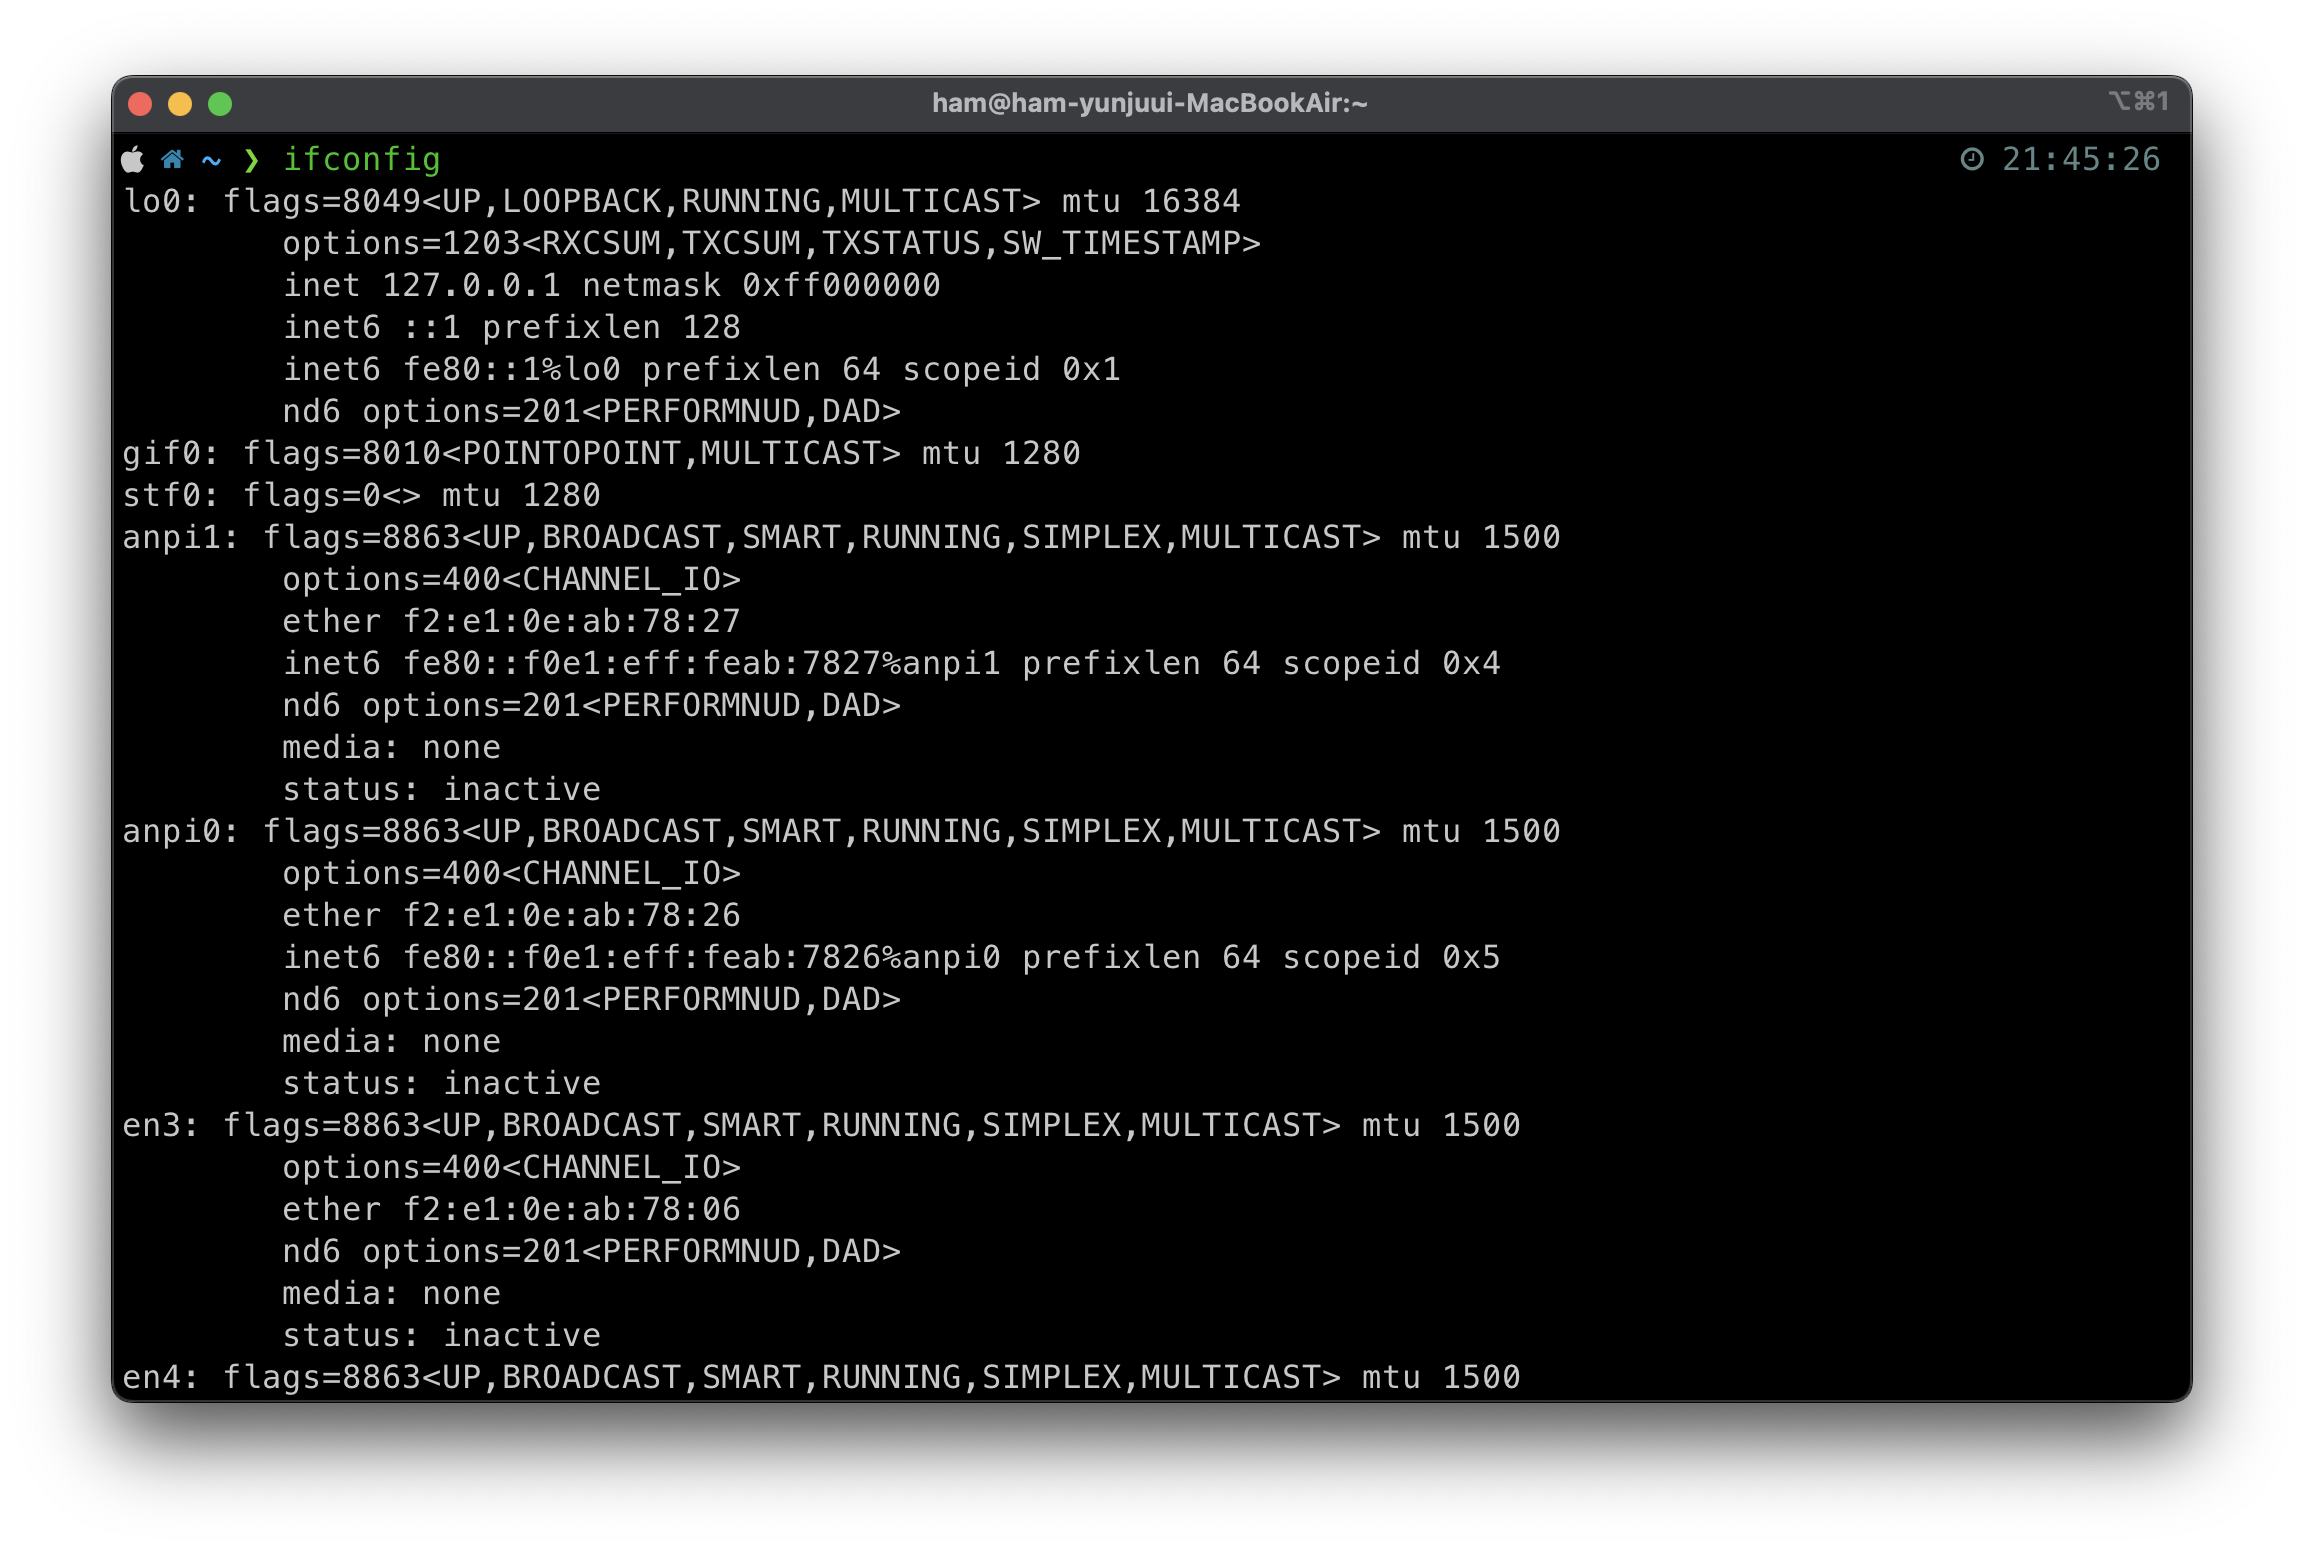 ham@ham-yunjuui-MacBookAir:~ ⌥⌘1
~ ❯ ifconfig 21:45:26
lo0: flags=8049<UP,LOOPBACK,RUNNING,MULTICAST> mtu 16384
options=1203<RXCSUM,TXCSUM,TXSTATUS,SW_TIMESTAMP>
inet 127.0.0.1 netmask 0xff000000
inet6 ::1 prefixlen 128
inet6 fe80::1%lo0 prefixlen 64 scopeid 0x1
nd6 options=201<PERFORMNUD,DAD>
gif0: flags=8010<POINTOPOINT,MULTICAST> mtu 1280
stf0: flags=0<> mtu 1280
anpi1: flags=8863<UP,BROADCAST,SMART,RUNNING,SIMPLEX,MULTICAST> mtu 1500
options=400<CHANNEL_IO>
ether f2:e1:0e:ab:78:27
inet6 fe80::f0e1:eff:feab:7827%anpi1 prefixlen 64 scopeid 0x4
nd6 options=201<PERFORMNUD,DAD>
media: none
status: inactive
anpi0: flags=8863<UP,BROADCAST,SMART,RUNNING,SIMPLEX,MULTICAST> mtu 1500
options=400<CHANNEL_IO>
ether f2:e1:0e:ab:78:26
inet6 fe80::f0e1:eff:feab:7826%anpi0 prefixlen 64 scopeid 0x5
nd6 options=201<PERFORMNUD,DAD>
media: none
status: inactive
en3: flags=8863<UP,BROADCAST,SMART,RUNNING,SIMPLEX,MULTICAST> mtu 1500
options=400<CHANNEL_IO>
ether f2:e1:0e:ab:78:06
nd6 options=201<PERFORMNUD,DAD>
media: none
status: inactive
en4: flags=8863<UP,BROADCAST,SMART,RUNNING,SIMPLEX,MULTICAST> mtu 1500